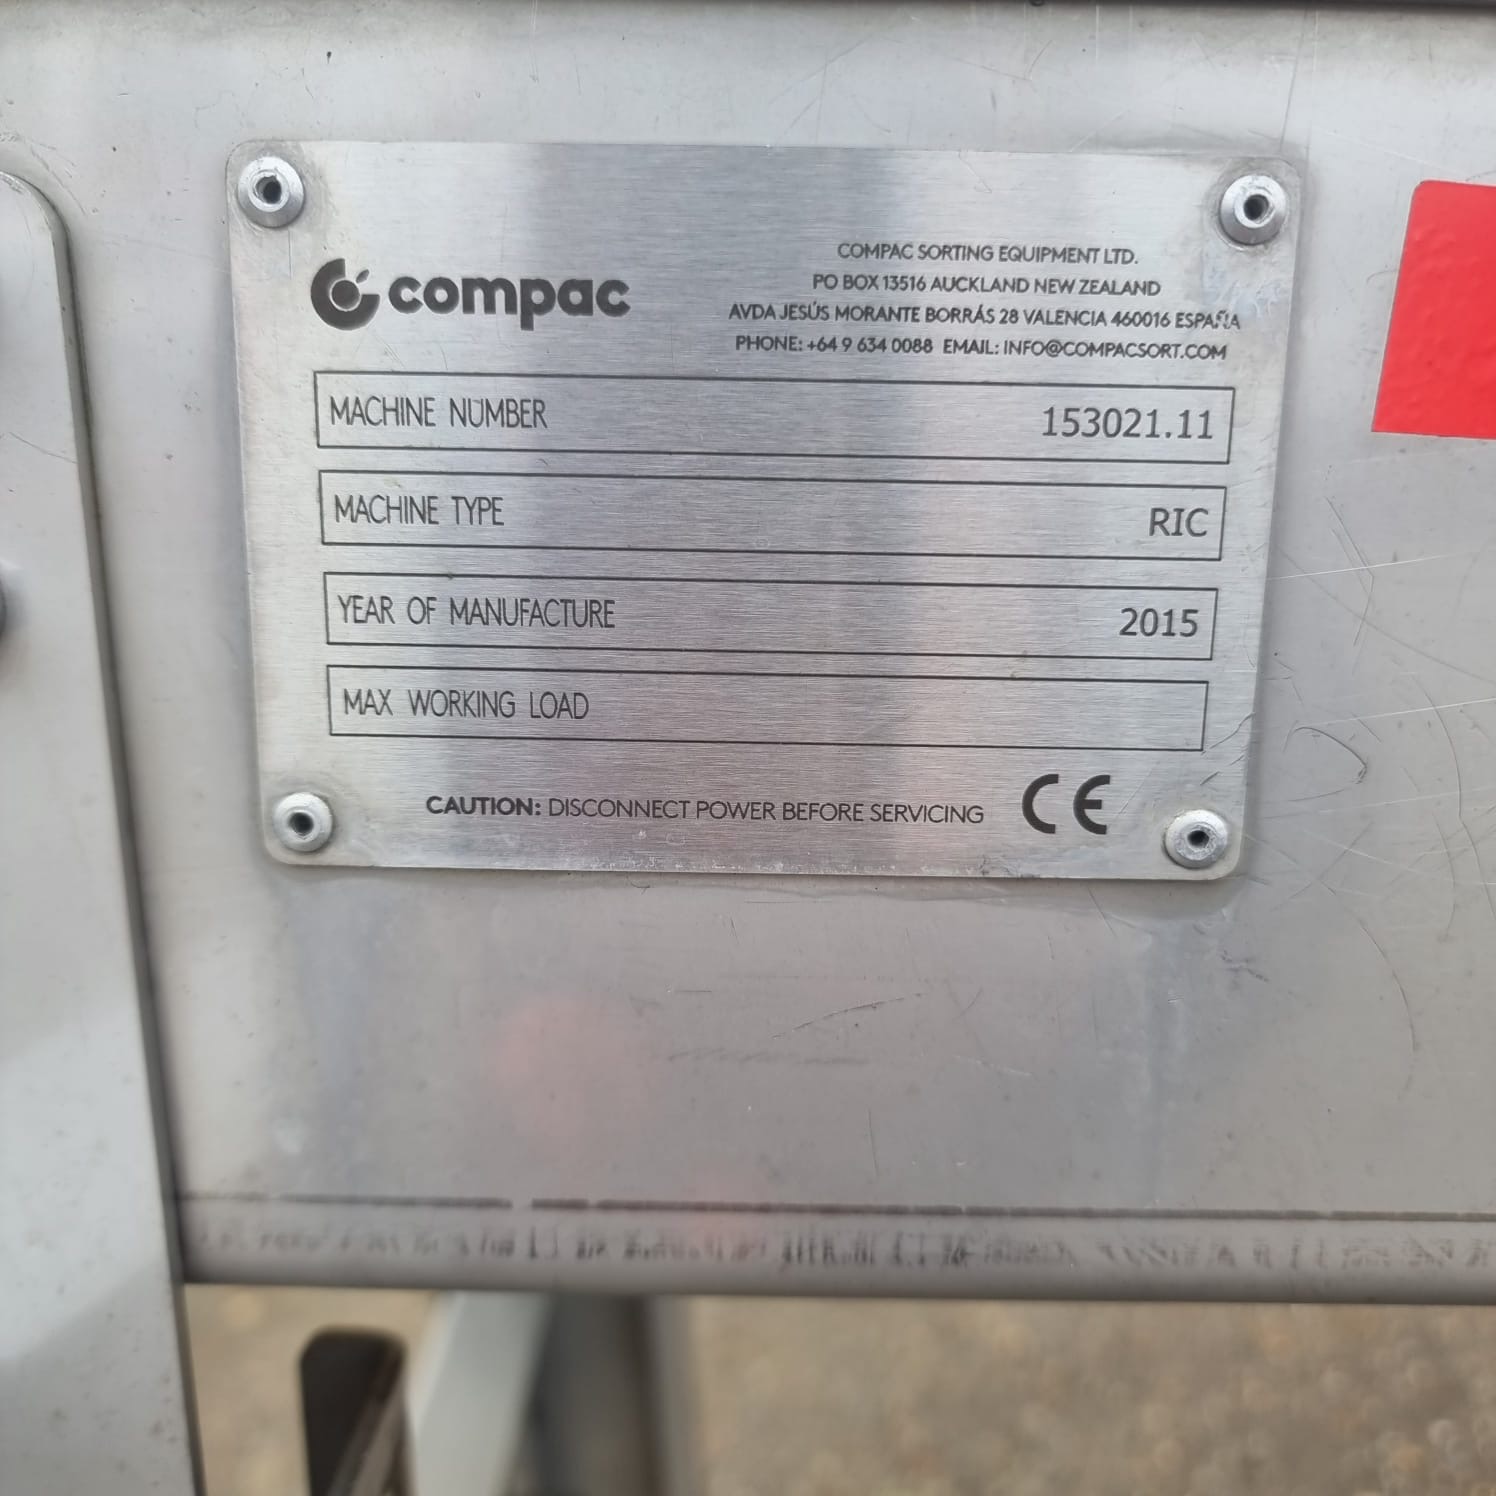 compac
COMPAC SORTING EQUIPMENT LTD.
PO BOX 13516 AUCKLAND NEW ZEALAND
AVDA JESÚS MORANTE BORRÁS 28 VALENCIA 460016 ESPAÑA
PHONE: +64 9 634 0088 EMAIL: INFO@COMPACSORT.COM
MACHINE NUMBER 153021.11
MACHINE TYPE RIC
YEAR OF MANUFACTURE 2015
MAX WORKING LOAD
CAUTION: DISCONNECT POWER BEFORE SERVICING CE